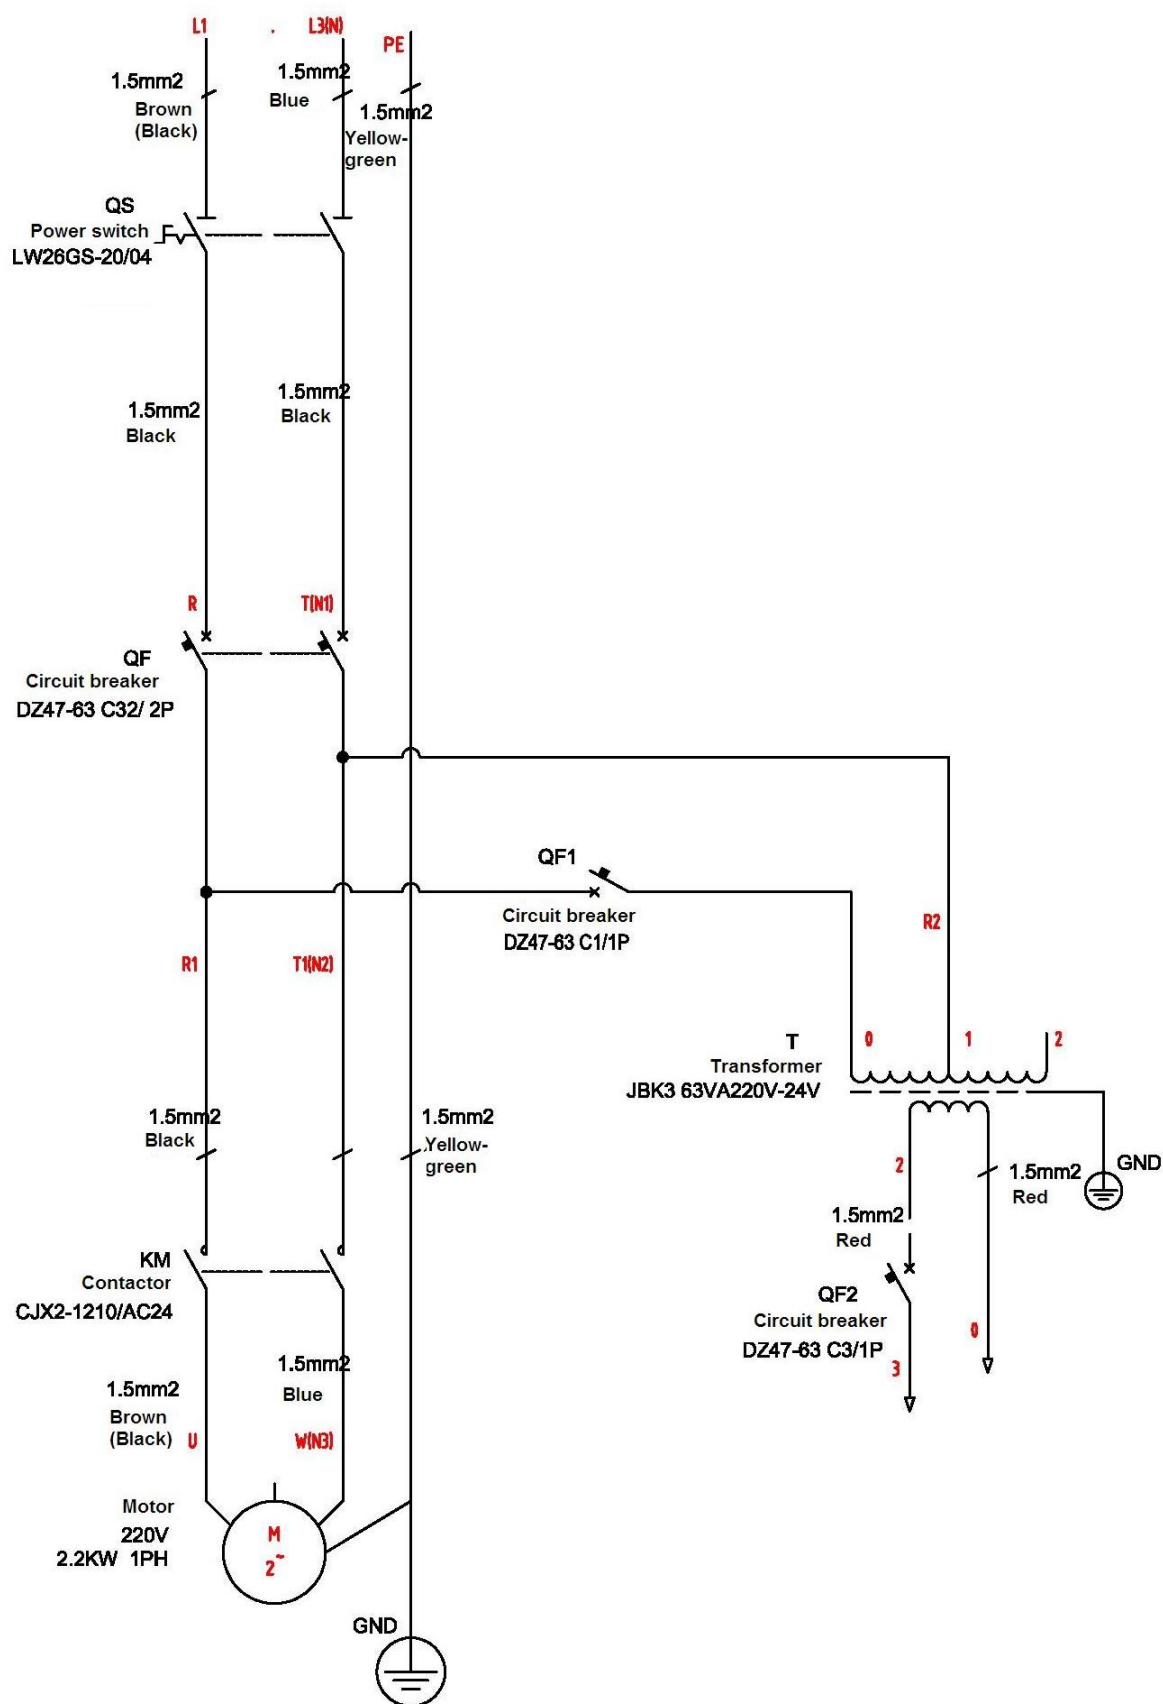 L1
L3(N)
PE
1.5mm2
Brown
(Black)
1.5mm2
Blue
1.5mm2
Yellow-
green
QS
Power switch
LW26GS-20/04
1.5mm2
Black
1.5mm2
Black
R
T(N1)
QF
Circuit breaker
DZ47-63 C32/ 2P
QF1
Circuit breaker
DZ47-63 C1/1P
R2
R1
T1(N2)
T
Transformer
JBK3 63VA220V-24V
0
1
2
1.5mm2
Black
1.5mm2
Yellow-
green
2
1.5mm2
Red
GND
1.5mm2
Red
KM
Contactor
CJX2-1210/AC24
QF2
Circuit breaker
DZ47-63 C3/1P
0
3
1.5mm2
Brown
(Black)
U
1.5mm2
Blue
W(N3)
Motor
220V
2.2KW 1PH
M
2~
GND